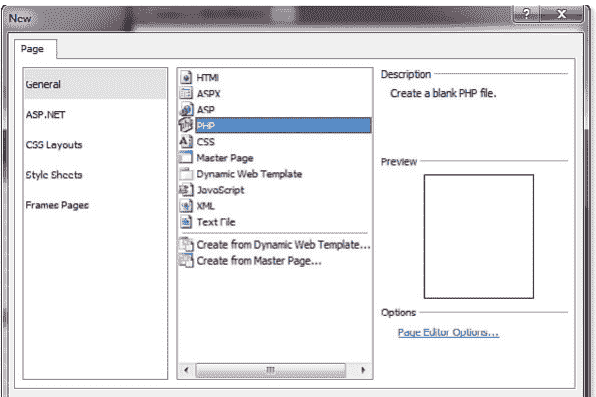 New
Page
General
ASP.NET
CSS Layouts
Style Sheets
Frames Pages
HTML
ASPX
ASP
PHP
CSS
Master Page
Dynamic Web Template
JavaScript
XML
Text File
Create from Dynamic Web Template...
Create from Master Page...
Description
Create a blank PHP file.
Preview
Options
Page Editor Options...